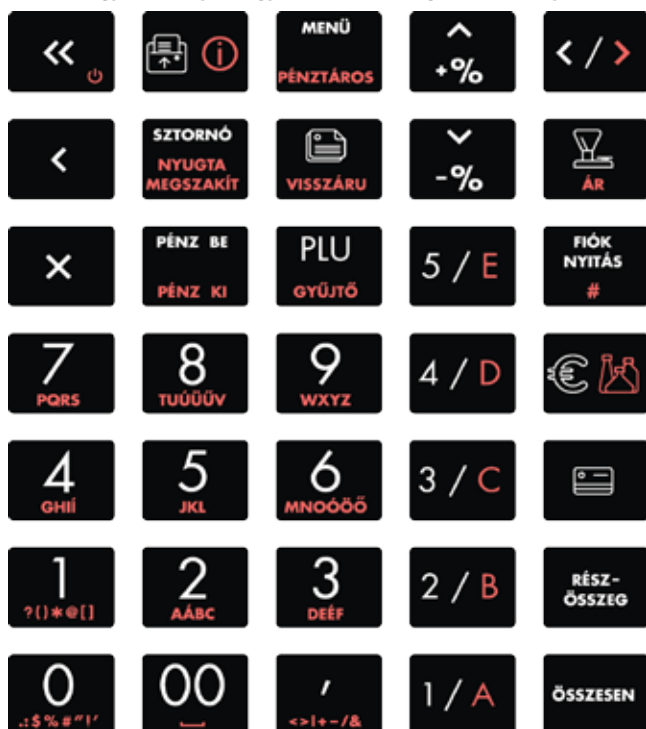 MENÜ
PÉNZTÁROS
+%
< / >
SZTORNÓ
NYUGTA
MEGSZAKÍT
VISSZÁRU
-%
ÁR
PÉNZ BE
PÉNZ KI
PLU
GYŰJTŐ
5 / E
FIÓK
NYITÁS
#
7
PQRS
8
TUÚÜŰV
9
WXYZ
4 / D
€
4
GHIÍ
5
JKL
6
MNOÓÖŐ
3 / C
1
?()*@[]
2
AÁBC
3
DEÉF
2 / B
RÉSZ-
ÖSSZEG
0
.:$%#"!'
00
,
<>|+-/&
1 / A
ÖSSZESEN